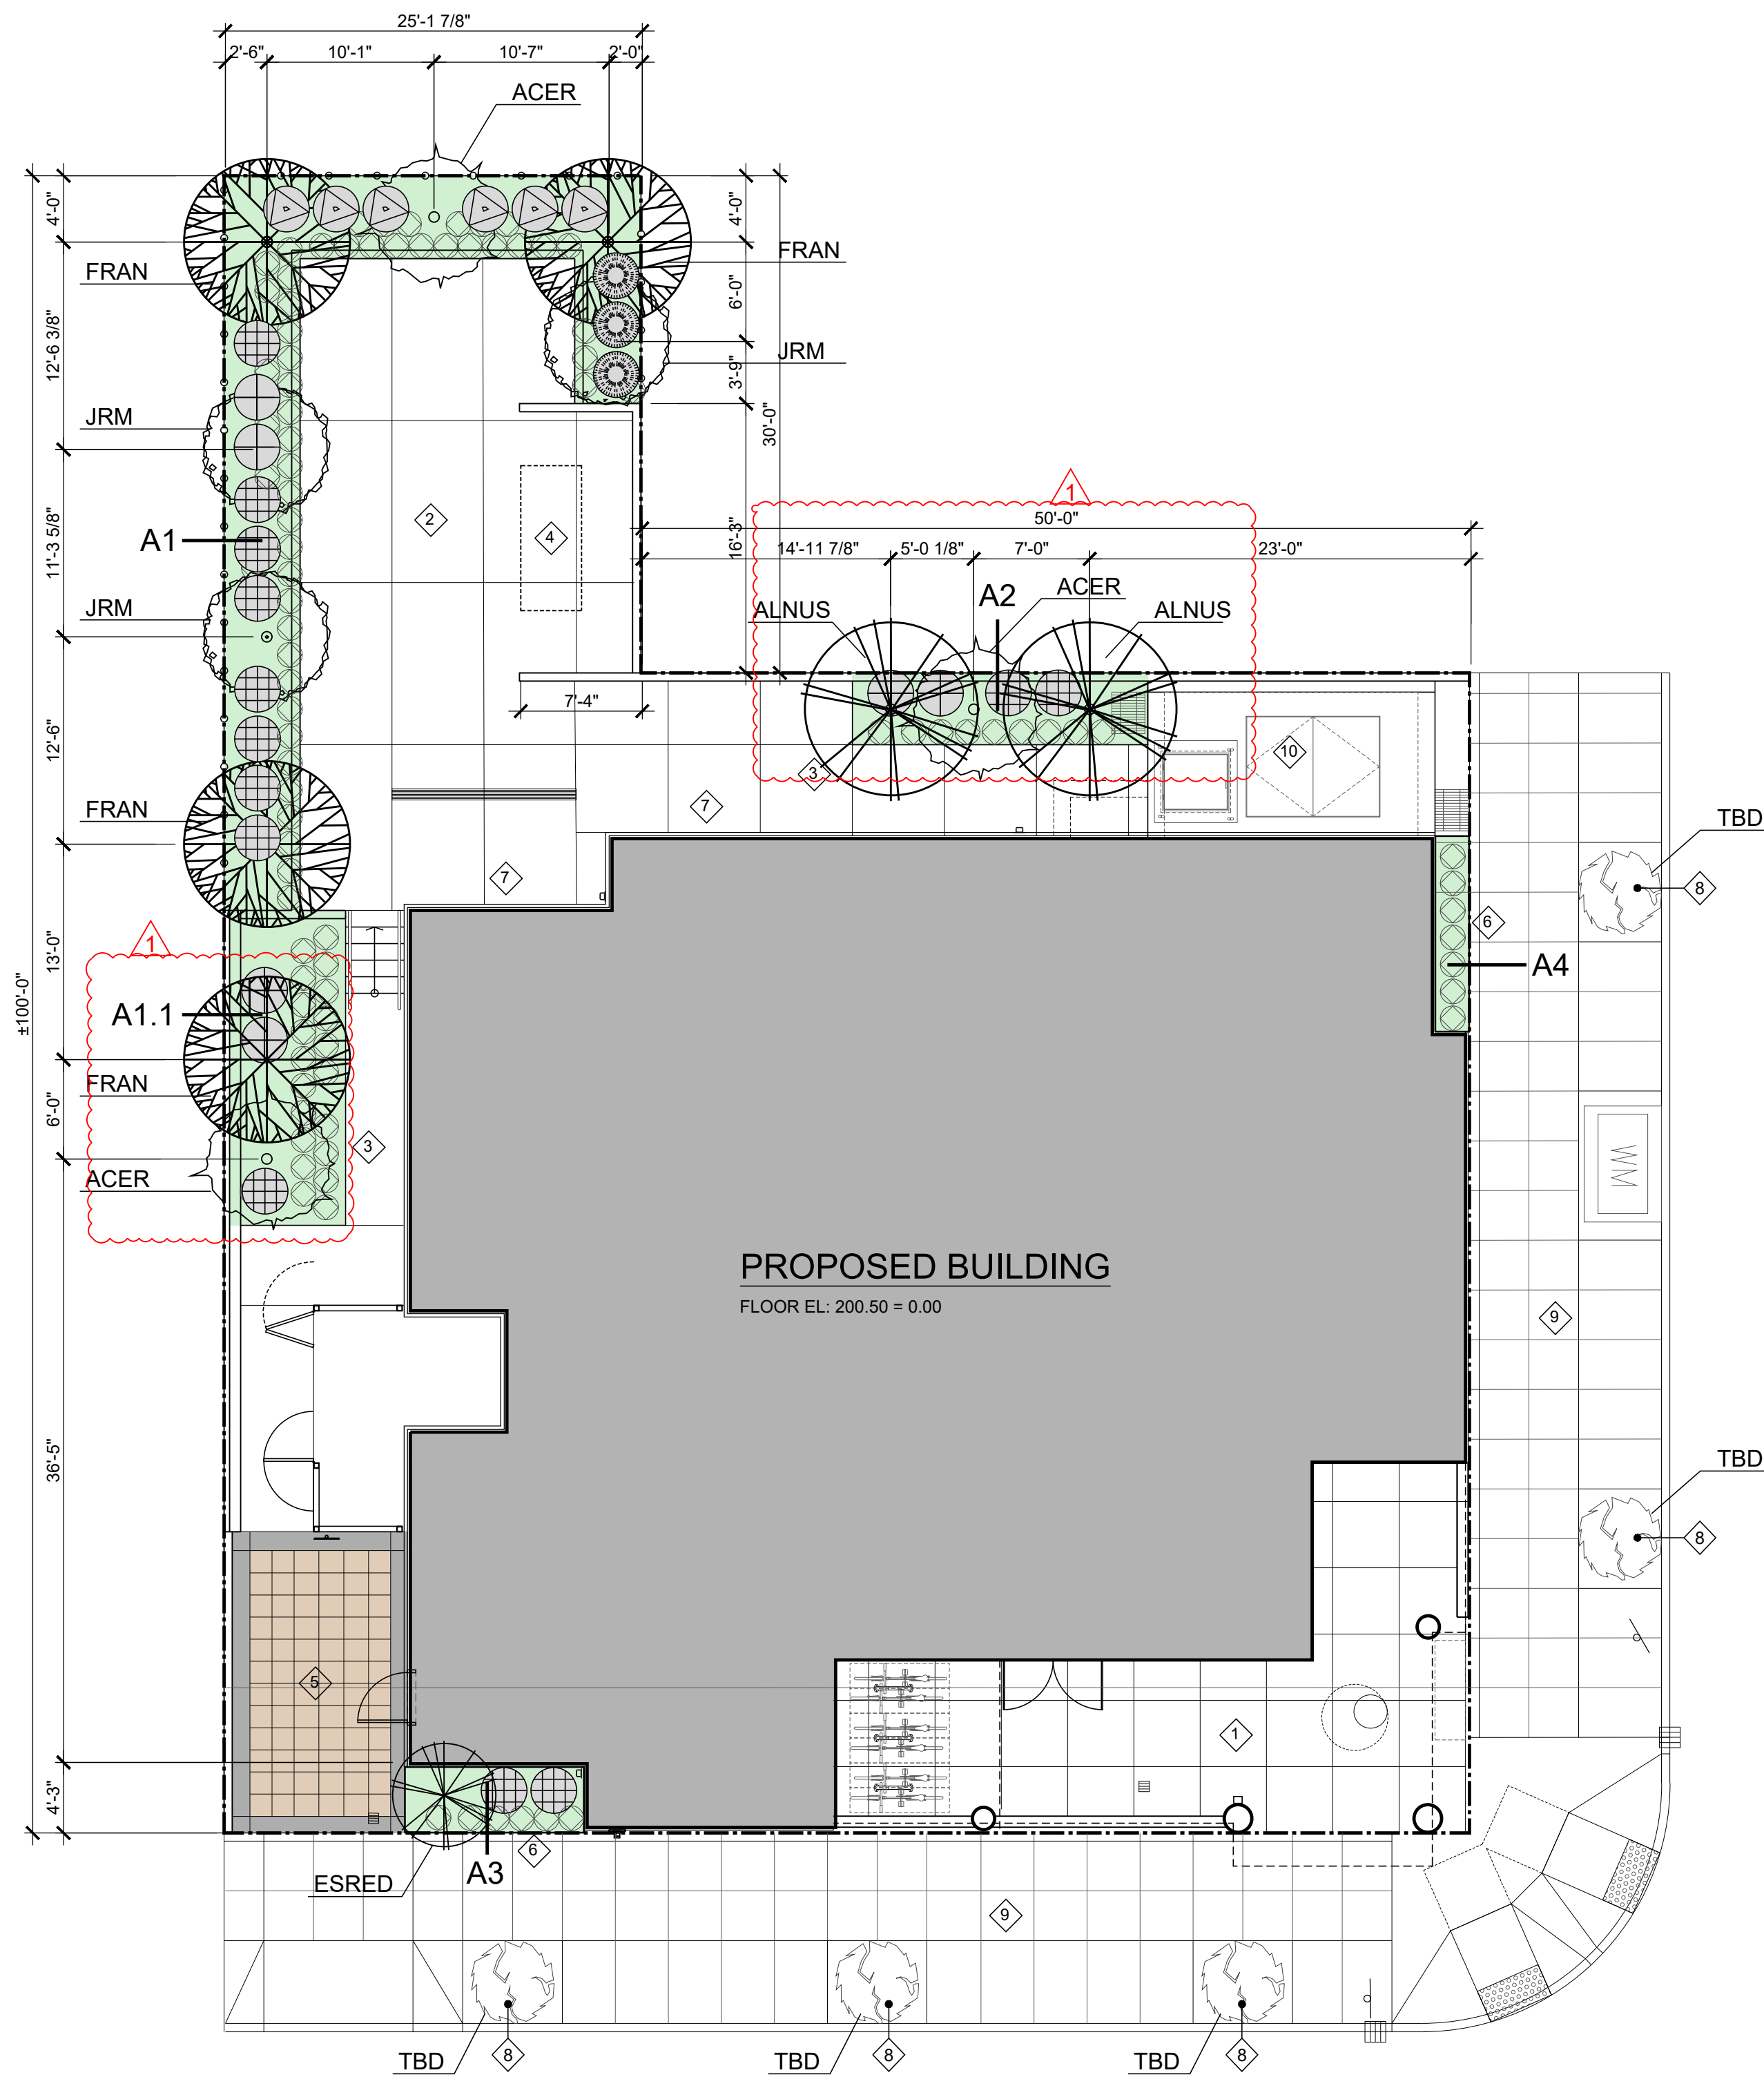 25'-1 7/8"
2'-6"
10'-1"
10'-7"
2'-0"
ACER
4'-0"
4'-0"
FRAN
FRAN
6'-0"
12'-6 3/8"
JRM
3'-9"
30'-0"
JRM
1
2
50'-0"
4
16'-3"
A1
11'-3 5/8"
14'-11 7/8"
5'-0 1/8"
7'-0"
23'-0"
ACER
A2
JRM
ALNUS
ALNUS
7'-4"
12'-6"
10
3
7
FRAN
TBD
7
8
6
1
13'-0"
A4
±100'-0"
A1.1
FRAN
6'-0"
3
ACER
PROPOSED BUILDING
FLOOR EL: 200.50 = 0.00
WM
9
36'-5"
TBD
8
5
1
4'-3"
6
A3
ESRED
9
TBD
8
TBD
8
TBD
8